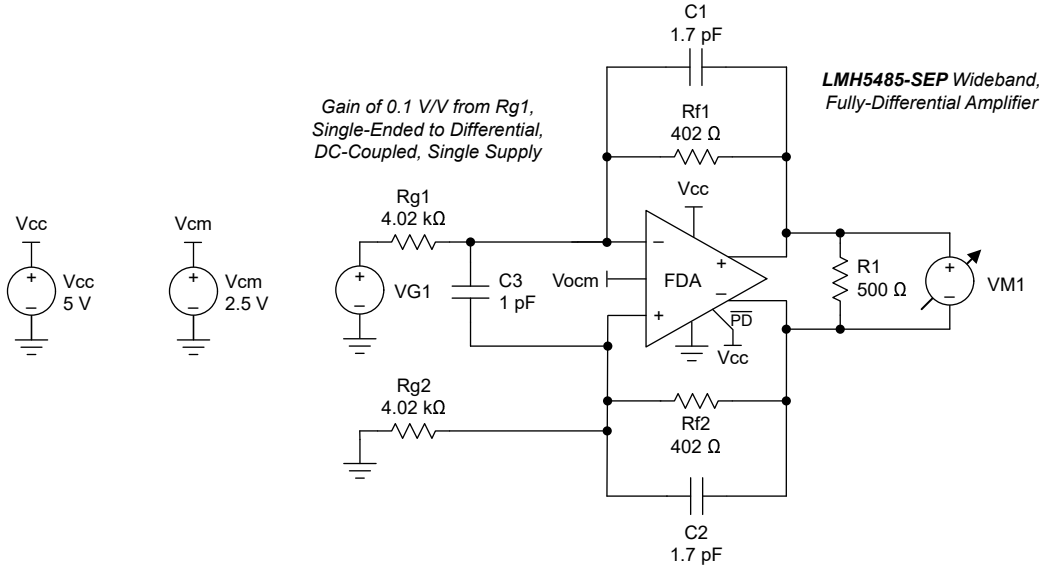 C1
1.7 pF
LMH5485-SEP Wideband,
Fully-Differential Amplifier
Gain of 0.1 V/V from Rg1,
Single-Ended to Differential,
DC-Coupled, Single Supply
Rf1
402 Ω
Vcc
Rg1
4.02 kΩ
Vcc
+
−
Vcc
5 V
Vcm
+
−
Vcm
2.5 V
+
−
VG1
C3
1 pF
Vocm
−
+
FDA
+
−
PD
Vcc
R1
500 Ω
+
−
VM1
Rg2
4.02 kΩ
Rf2
402 Ω
C2
1.7 pF